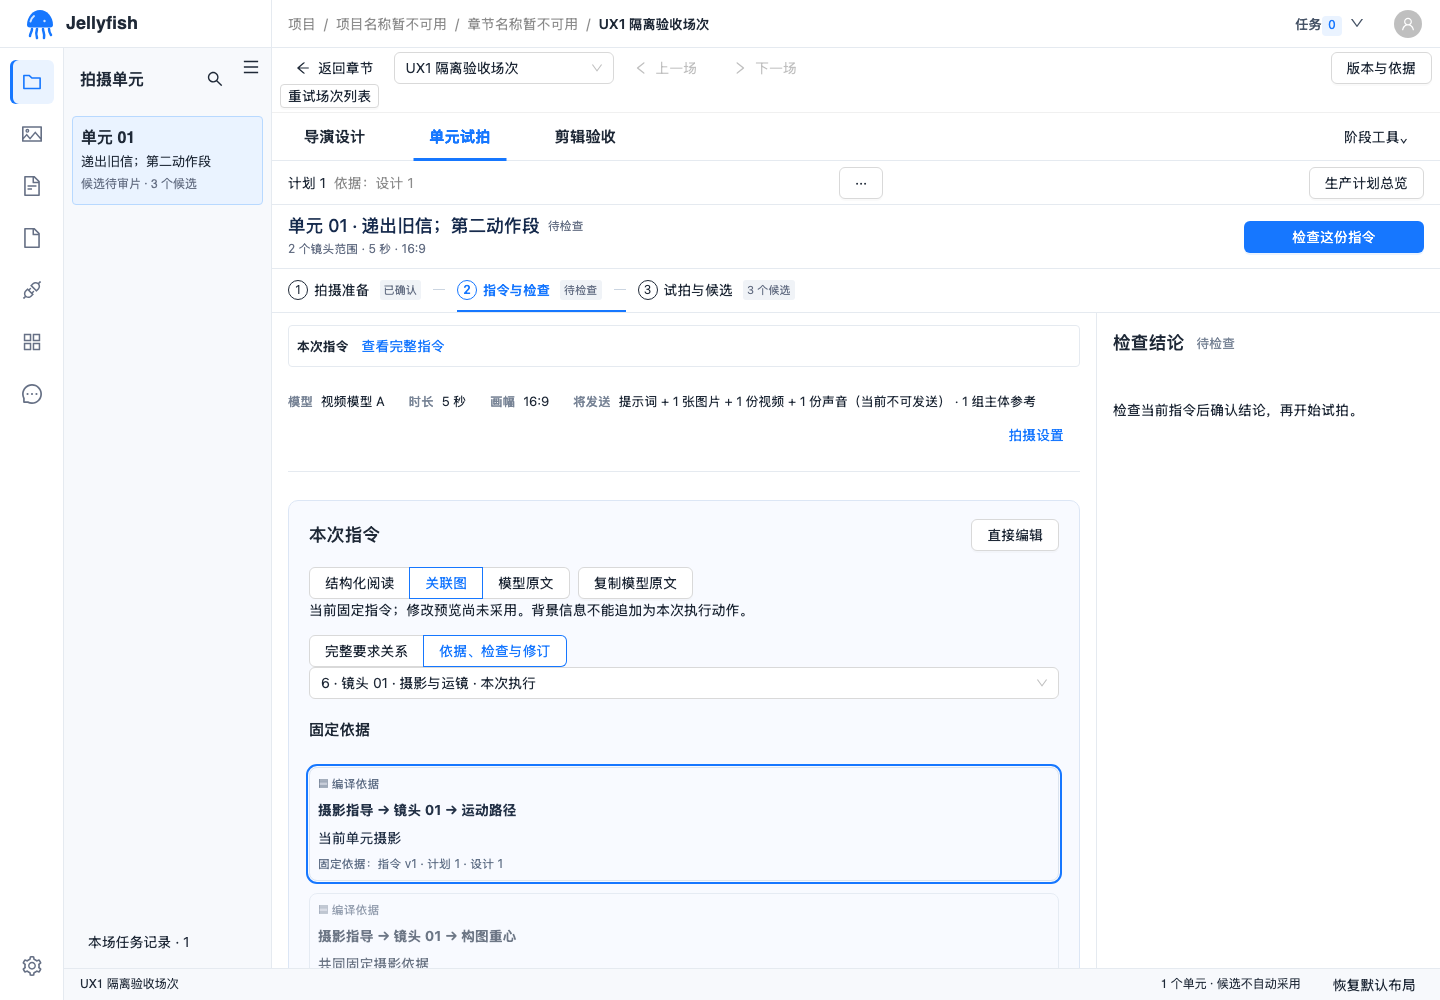 Jellyfish
项目 / 项目名称暂不可用 / 章节名称暂不可用 / UX1 隔离验收场次
任务 0
拍摄单元
返回章节
UX1 隔离验收场次
上一场
下一场
版本与依据
重试场次列表
单元 01
递出旧信；第二动作段
候选待审片 · 3 个候选
导演设计
单元试拍
剪辑验收
阶段工具
计划 1 依据：设计 1
...
生产计划总览
单元 01 · 递出旧信；第二动作段 待检查
2 个镜头范围 · 5 秒 · 16:9
检查这份指令
1 拍摄准备 已确认
2 指令与检查 待检查
3 试拍与候选 3 个候选
本次指令 查看完整指令
模型 视频模型 A 时长 5 秒 画幅 16:9 将发送 提示词 + 1 张图片 + 1 份视频 + 1 份声音（当前不可发送） · 1 组主体参考
拍摄设置
检查结论 待检查
检查当前指令后确认结论，再开始试拍。
本次指令
直接编辑
结构化阅读 关联图 模型原文 复制模型原文
当前固定指令；修改预览尚未采用。背景信息不能追加为本次执行动作。
完整要求关系 依据、检查与修订
6 · 镜头 01 · 摄影与运镜 · 本次执行
固定依据
▤ 编译依据
摄影指导 → 镜头 01 → 运动路径
当前单元摄影
固定依据：指令 v1 · 计划 1 · 设计 1
▤ 编译依据
摄影指导 → 镜头 01 → 构图重心
共同固定摄影依据
本场任务记录 · 1
UX1 隔离验收场次
1 个单元 · 候选不自动采用
恢复默认布局